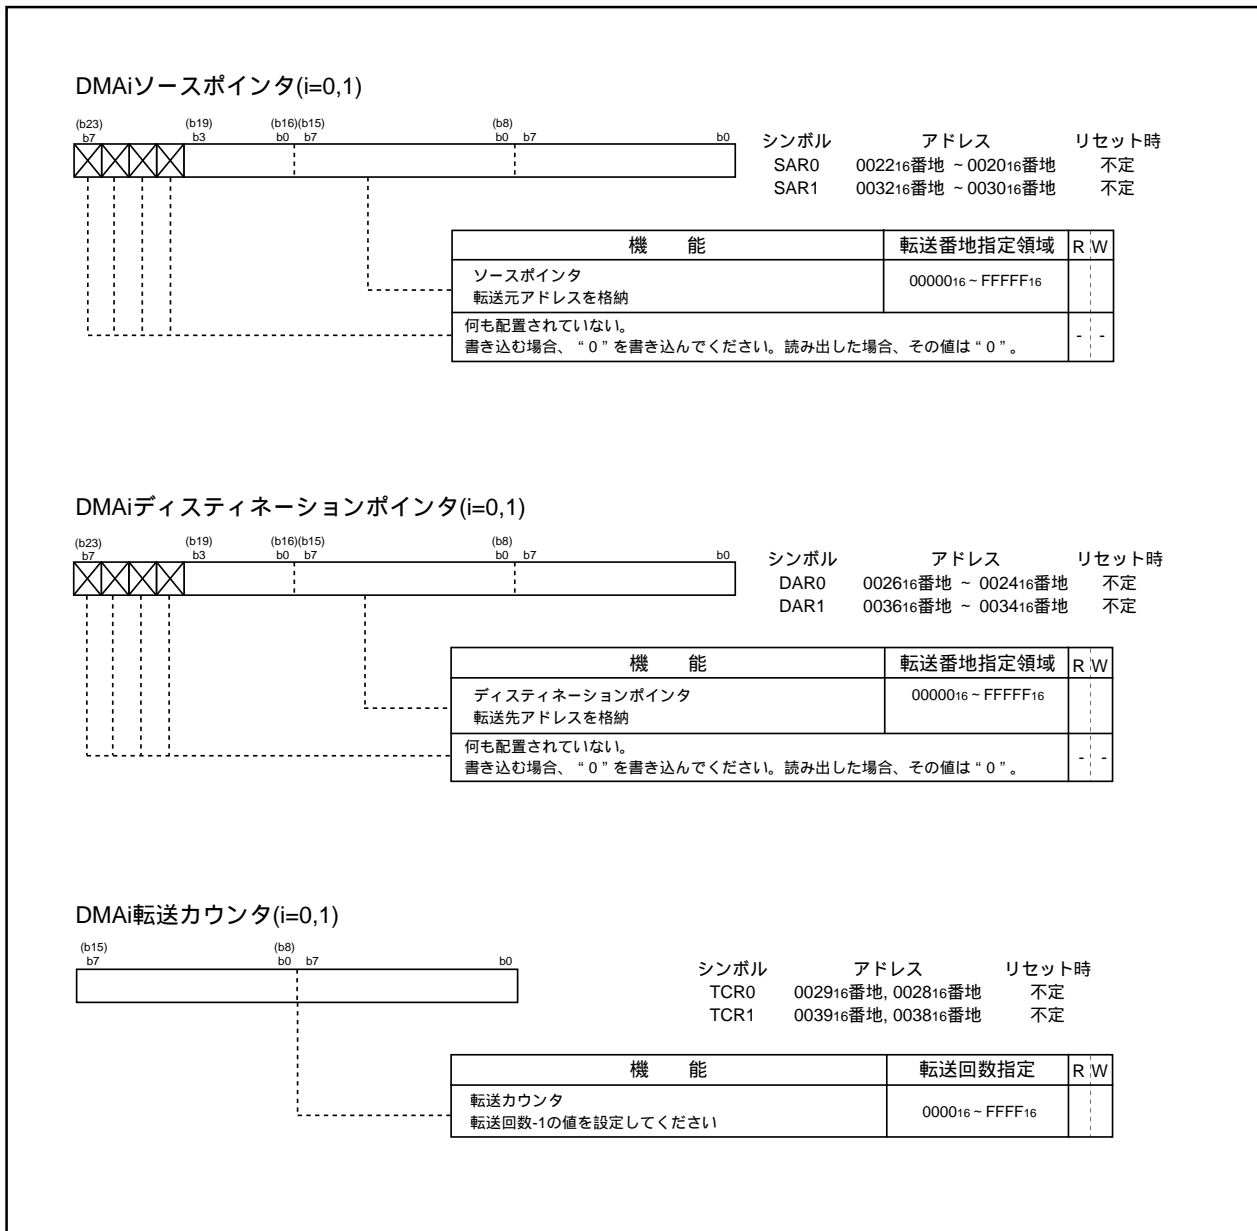 DMAiソースポインタ(i=0,1)
(b23) (b19) (b16)(b15) (b8)
b7 b3 b0 b7 b0 b7 b0
シンボル アドレス リセット時
SAR0 002216番地 ~ 002016番地 不定
SAR1 003216番地 ~ 003016番地 不定
機 能 転送番地指定領域 R W
ソースポインタ 0000016 ~ FFFFF16
転送元アドレスを格納
何も配置されていない。
書き込む場合、“ 0 ” を書き込んでください。読み出した場合、その値は “ 0 ” 。 - -
DMAiディスティネーションポインタ(i=0,1)
(b23) (b19) (b16)(b15) (b8)
b7 b3 b0 b7 b0 b7 b0
シンボル アドレス リセット時
DAR0 002616番地 ~ 002416番地 不定
DAR1 003616番地 ~ 003416番地 不定
機 能 転送番地指定領域 R W
ディスティネーションポインタ 0000016 ~ FFFFF16
転送先アドレスを格納
何も配置されていない。
書き込む場合、“ 0 ” を書き込んでください。読み出した場合、その値は “ 0 ” 。 - -
DMAi転送カウンタ(i=0,1)
(b15) (b8)
b7 b0 b7 b0
シンボル アドレス リセット時
TCR0 002916番地, 002816番地 不定
TCR1 003916番地, 003816番地 不定
機 能 転送回数指定 R W
転送カウンタ 000016 ~ FFFF16
転送回数-1の値を設定してください